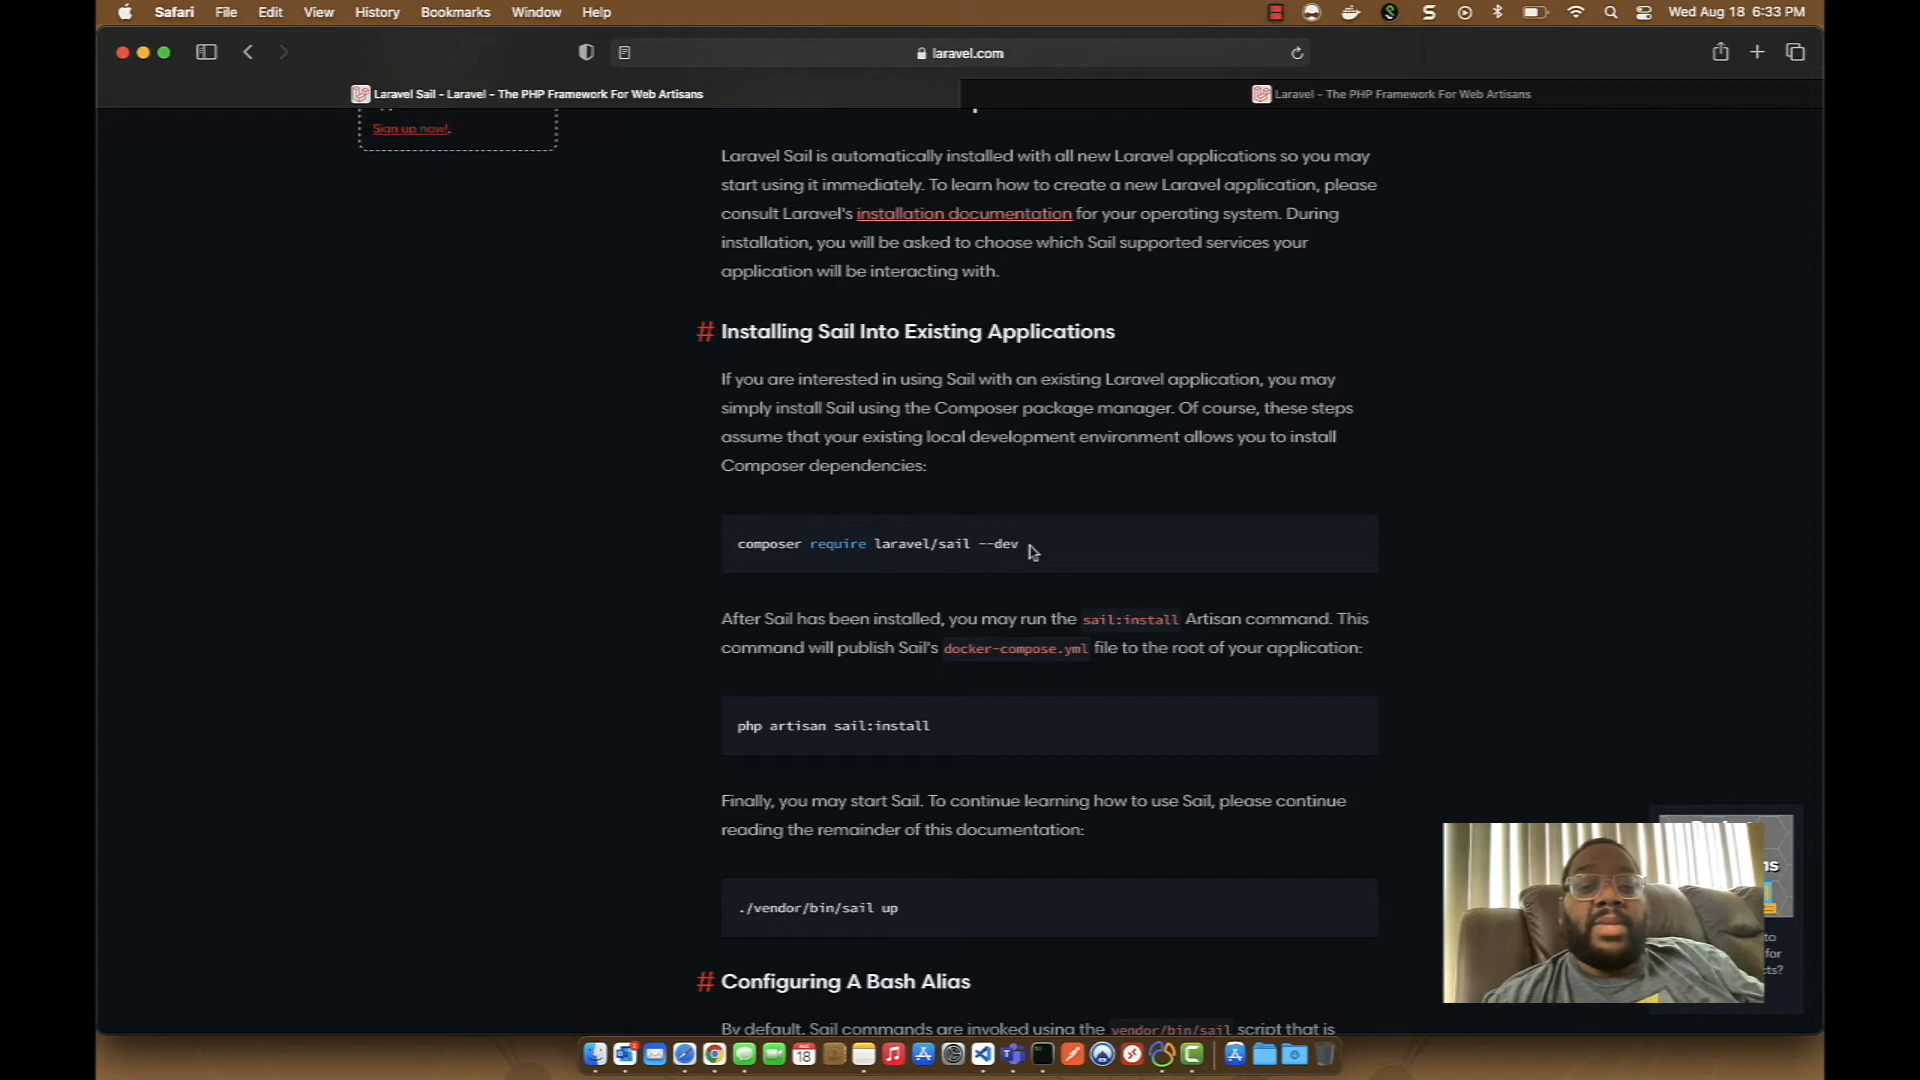 Safari File Edit View History Bookmarks Window Help
Wed Aug 18 6:33 PM
laravel.com
Laravel Sail - Laravel - The PHP Framework For Web Artisans
Laravel - The PHP Framework For Web Artisans
Sign up now!.
Laravel Sail is automatically installed with all new Laravel applications so you may
start using it immediately. To learn how to create a new Laravel application, please
consult Laravel's installation documentation for your operating system. During
installation, you will be asked to choose which Sail supported services your
application will be interacting with.
# Installing Sail Into Existing Applications
If you are interested in using Sail with an existing Laravel application, you may
simply install Sail using the Composer package manager. Of course, these steps
assume that your existing local development environment allows you to install
Composer dependencies:
composer require laravel/sail --dev
After Sail has been installed, you may run the sail:install Artisan command. This
command will publish Sail's docker-compose.yml file to the root of your application:
php artisan sail:install
Finally, you may start Sail. To continue learning how to use Sail, please continue
reading the remainder of this documentation:
./vendor/bin/sail up
# Configuring A Bash Alias
By default, Sail commands are invoked using the vendor/bin/sail script that is